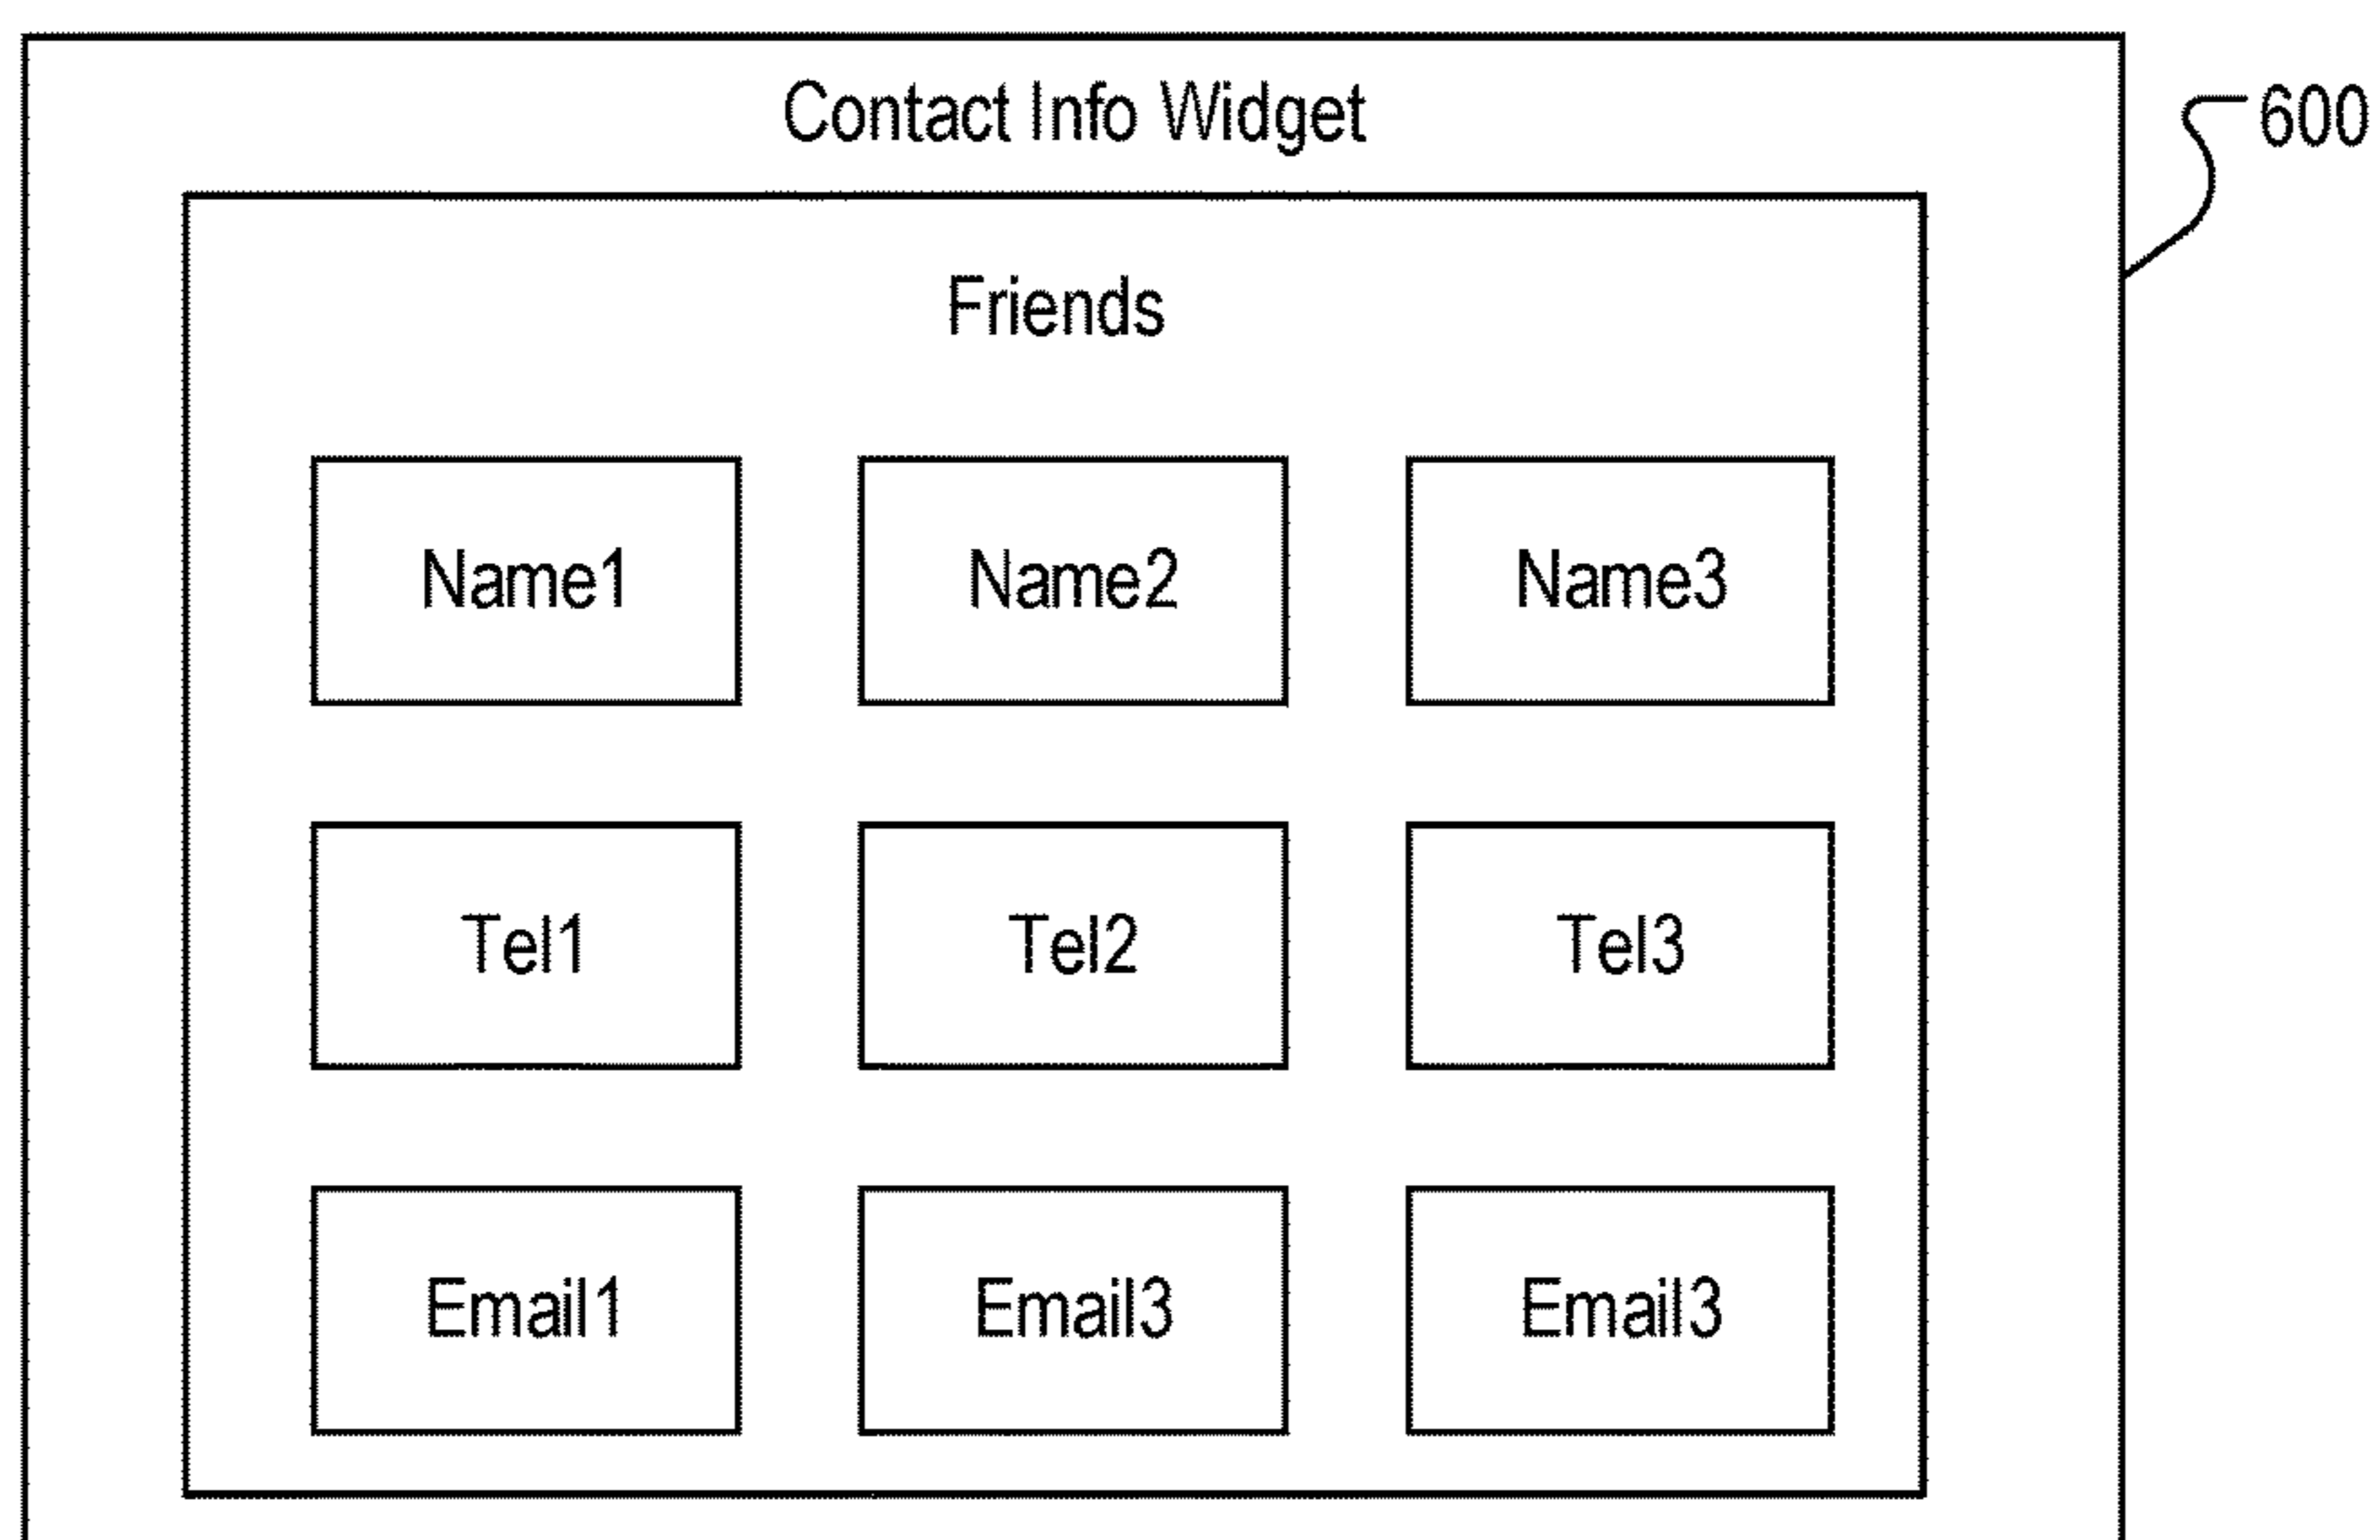 Contact Info Widget
600
Friends
Name1 Name2 Name3
Tel1 Tel2 Tel3
Email1 Email3 Email3